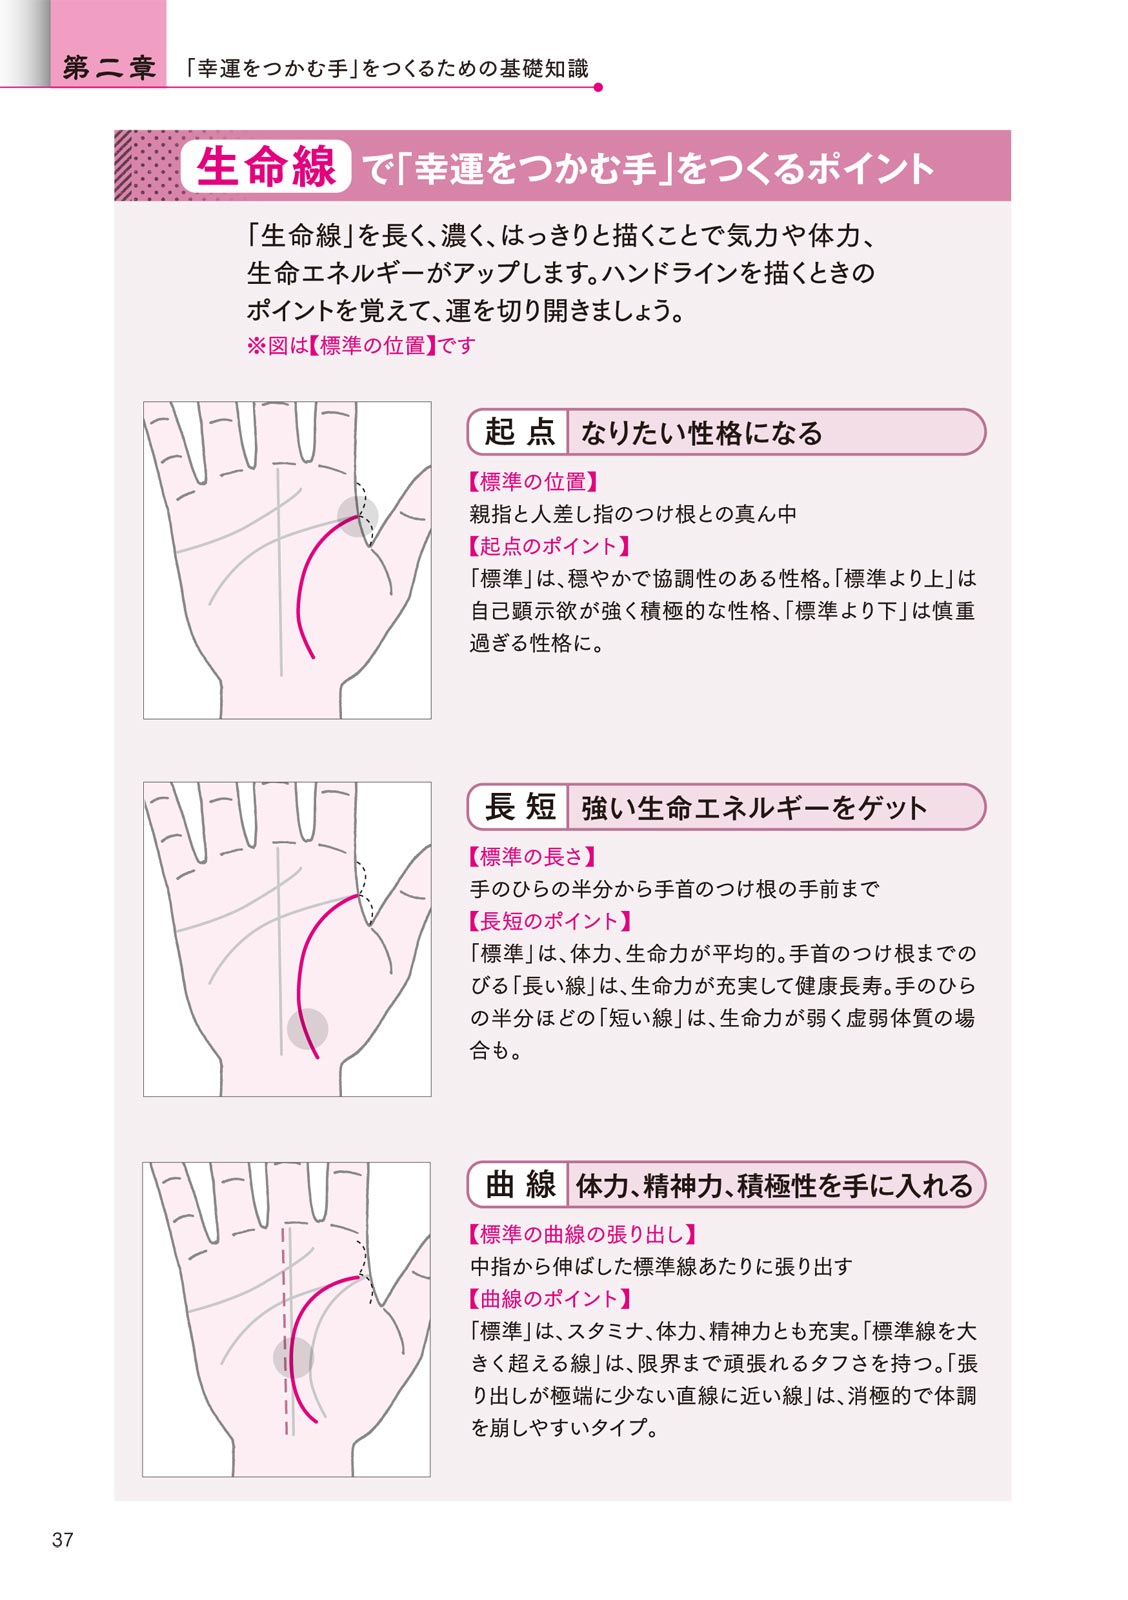 第二章
「幸運をつかむ手」をつくるための基礎知識
生命線で「幸運をつかむ手」をつくるポイント
「生命線」を長く、濃く、はっきりと描くことで気力や体力、
生命エネルギーがアップします。ハンドラインを描くときの
ポイントを覚えて、運を切り開きましょう。
※図は【標準の位置】です
起点 なりたい性格になる
【標準の位置】
親指と人差し指のつけ根との真ん中
【起点のポイント】
「標準」は、穏やかで協調性のある性格。「標準より上」は
自己顕示欲が強く積極的な性格、「標準より下」は慎重
過ぎる性格に。
長短 強い生命エネルギーをゲット
【標準の長さ】
手のひらの半分から手首のつけ根の手前まで
【長短のポイント】
「標準」は、体力、生命力が平均的。手首のつけ根までの
びる「長い線」は、生命力が充実して健康長寿。手のひら
の半分ほどの「短い線」は、生命力が弱く虚弱体質の場
合も。
曲線 体力、精神力、積極性を手に入れる
【標準の曲線の張り出し】
中指から伸ばした標準線あたりに張り出す
【曲線のポイント】
「標準」は、スタミナ、体力、精神力とも充実。「標準線を大
きく超える線」は、限界まで頑張れるタフさを持つ。「張
り出しが極端に少ない直線に近い線」は、消極的で体調
を崩しやすいタイプ。
37